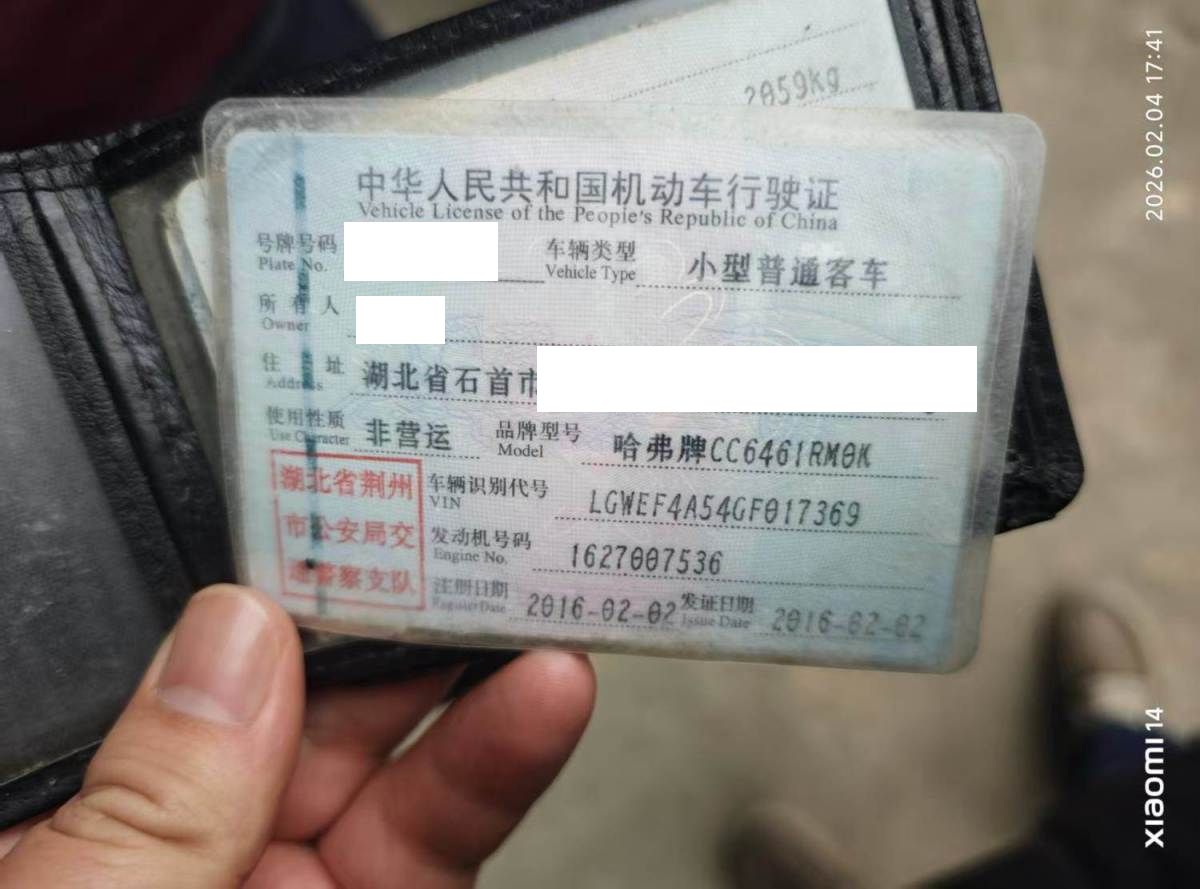 2059kg
中华人民共和国机动车行驶证
Vehicle License of the People's Republic of China
号牌号码 车辆类型 小型普通客车
Plate No. Vehicle Type
所有人
Owner
住址 湖北省石首市
Address
使用性质 非营运 品牌型号 哈弗牌CC6461RM0K
Use Character Model
湖北省荆州
市公安局交
通警察支队
车辆识别代号 LGWEF4A54GF017369
VIN
发动机号码 1627007536
Engine No.
注册日期 2016-02-02 发证日期 2016-02-02
Register Date Issue Date
2026.02.04 17:41
xiaomi 14